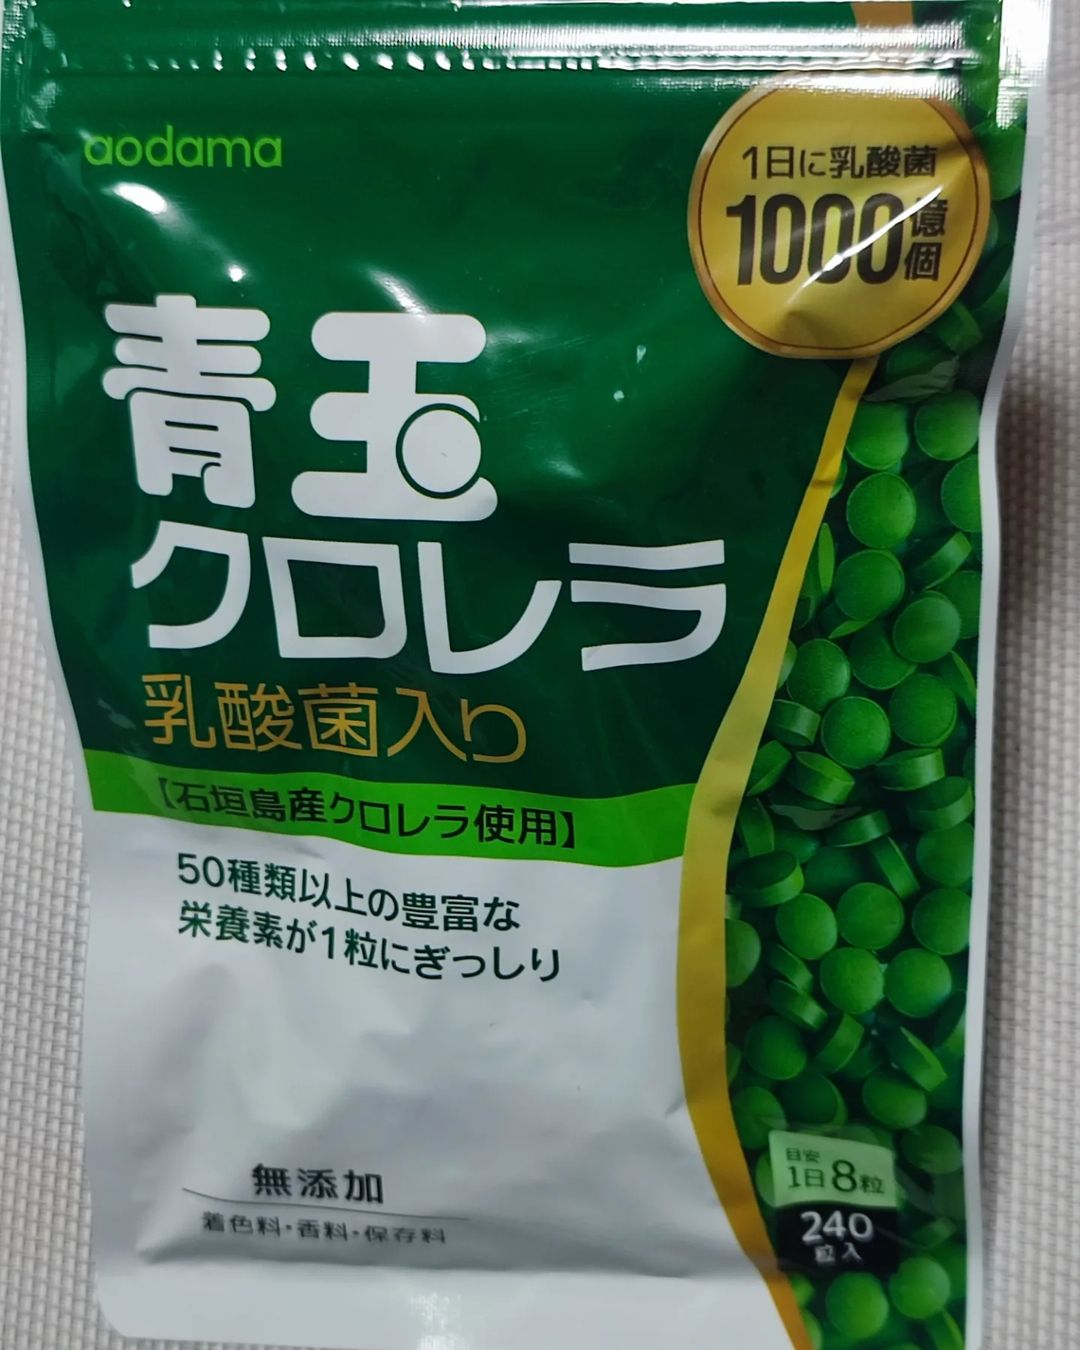 aodama
1日に乳酸菌
1000億個
青玉
クロレラ
乳酸菌入り
【石垣島産クロレラ使用】
50種類以上の豊富な
栄養素が1粒にぎっしり
無添加
着色料・香料・保存料
目安
1日8粒
240
粒入